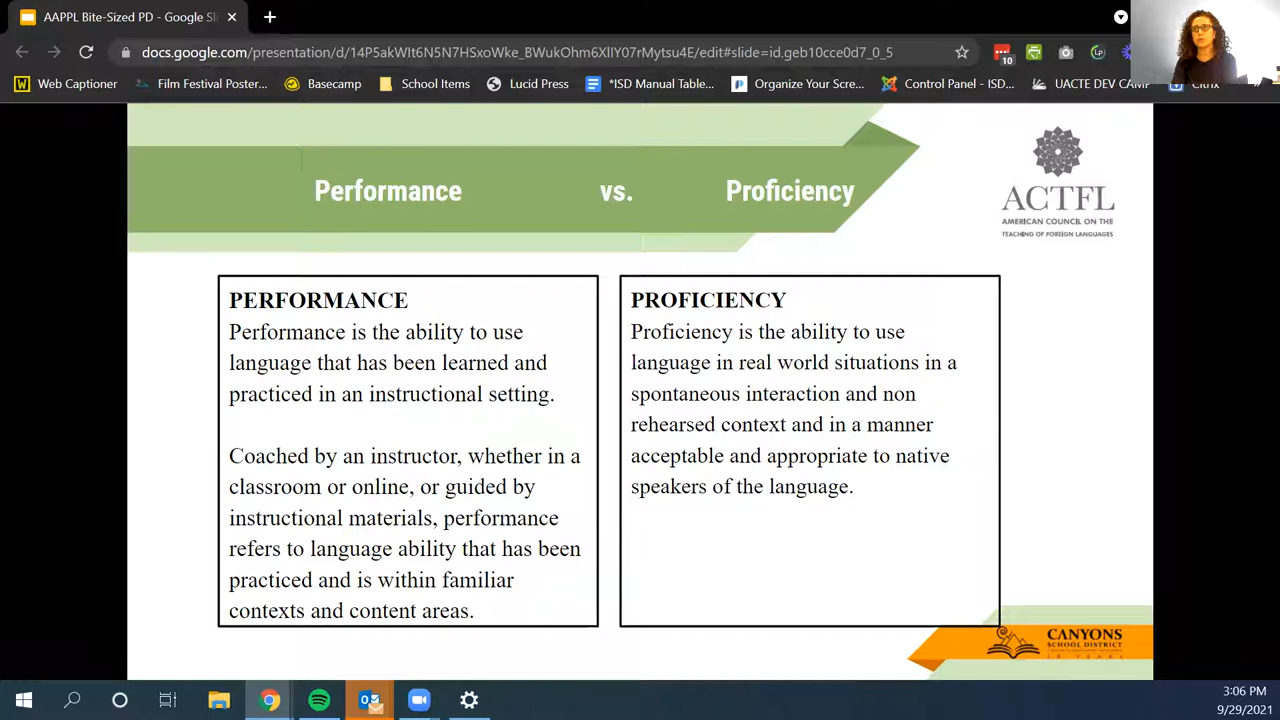 AAPPL Bite-Sized PD - Google Sl
docs.google.com/presentation/d/14P5akWIt6N5N7HSxoWke_BWukOhm6XlIY07rMytsu4E/edit#slide=id.geb10cce0d7_0_5
10
Web Captioner
Film Festival Poster...
Basecamp
School Items
Lucid Press
*ISD Manual Table...
Organize Your Scre...
Control Panel - ISD...
UACTE DEV CAMP
Citrix
Performance vs. Proficiency
ACTFL
AMERICAN COUNCIL ON THE
TEACHING OF FOREIGN LANGUAGES
PERFORMANCE
Performance is the ability to use
language that has been learned and
practiced in an instructional setting.
Coached by an instructor, whether in a
classroom or online, or guided by
instructional materials, performance
refers to language ability that has been
practiced and is within familiar
contexts and content areas.
PROFICIENCY
Proficiency is the ability to use
language in real world situations in a
spontaneous interaction and non
rehearsed context and in a manner
acceptable and appropriate to native
speakers of the language.
CANYONS
SCHOOL DISTRICT
3:06 PM
9/29/2021